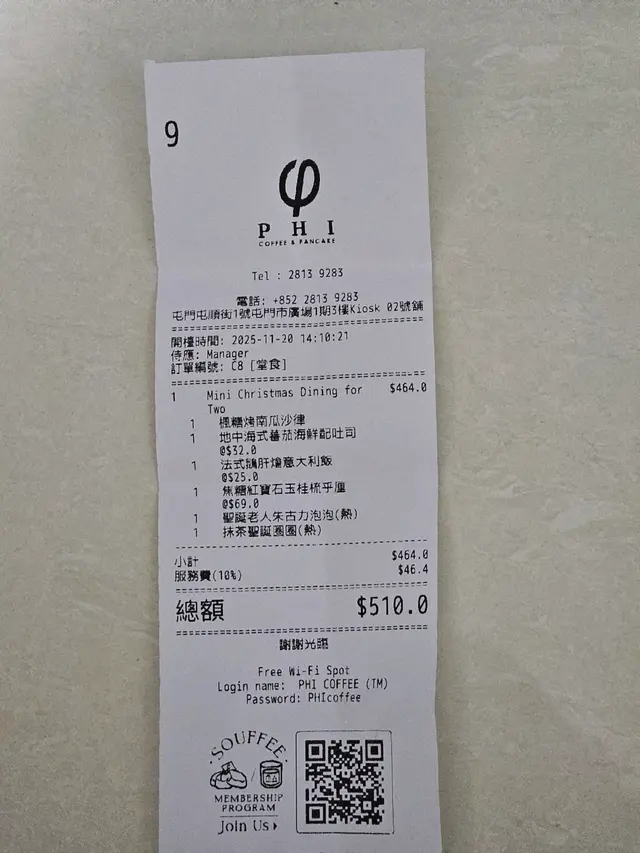 9
φ
PHI
COFFEE & PANCAKE
Tel : 2813 9283
電話: +852 2813 9283
屯門屯順街1號屯門市廣場1期3樓Kiosk 02號舖
開檯時間: 2025-11-20 14:10:21
侍應: Manager
訂單編號: C8 [堂食]
1 Mini Christmas Dining for Two $464.0
1 楓糖烤南瓜沙律
1 地中海式蕃茄海鮮配吐司
@$32.0
1 法式鵝肝燴意大利飯
@$25.0
1 焦糖紅寶石玉桂梳乎厘
@$69.0
1 聖誕老人朱古力泡泡(熱)
1 抹茶聖誕圈圈(熱)
小計 $464.0
服務費(10%) $46.4
總額 $510.0
謝謝光臨
Free Wi-Fi Spot
Login name: PHI COFFEE (TM)
Password: PHIcoffee
SOUFFEE
MEMBERSHIP
PROGRAM
Join Us